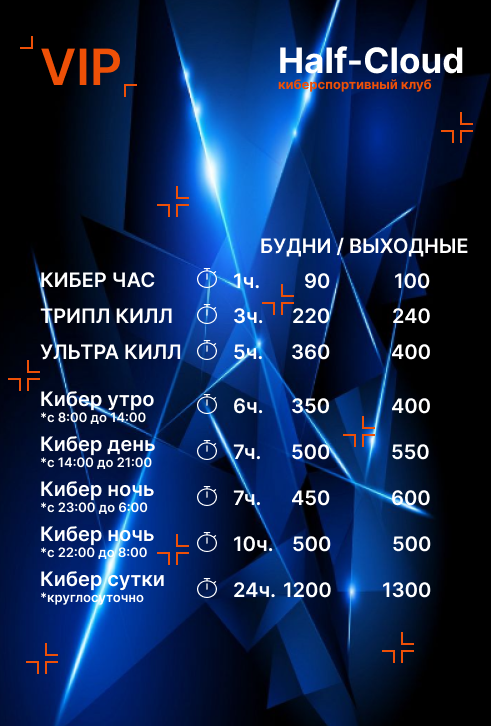 VIP
Half-Cloud
киберспортивный клуб
БУДНИ / ВЫХОДНЫЕ
КИБЕР ЧАС 1ч. 90 100
ТРИПЛ КИЛЛ 3ч. 220 240
УЛЬТРА КИЛЛ 5ч. 360 400
Кибер утро 6ч. 350 400
*с 8:00 до 14:00
Кибер день 7ч. 500 550
*с 14:00 до 21:00
Кибер ночь 7ч. 450 600
*с 23:00 до 6:00
Кибер ночь 10ч. 500 500
*с 22:00 до 8:00
Кибер сутки 24ч. 1200 1300
*круглосуточно